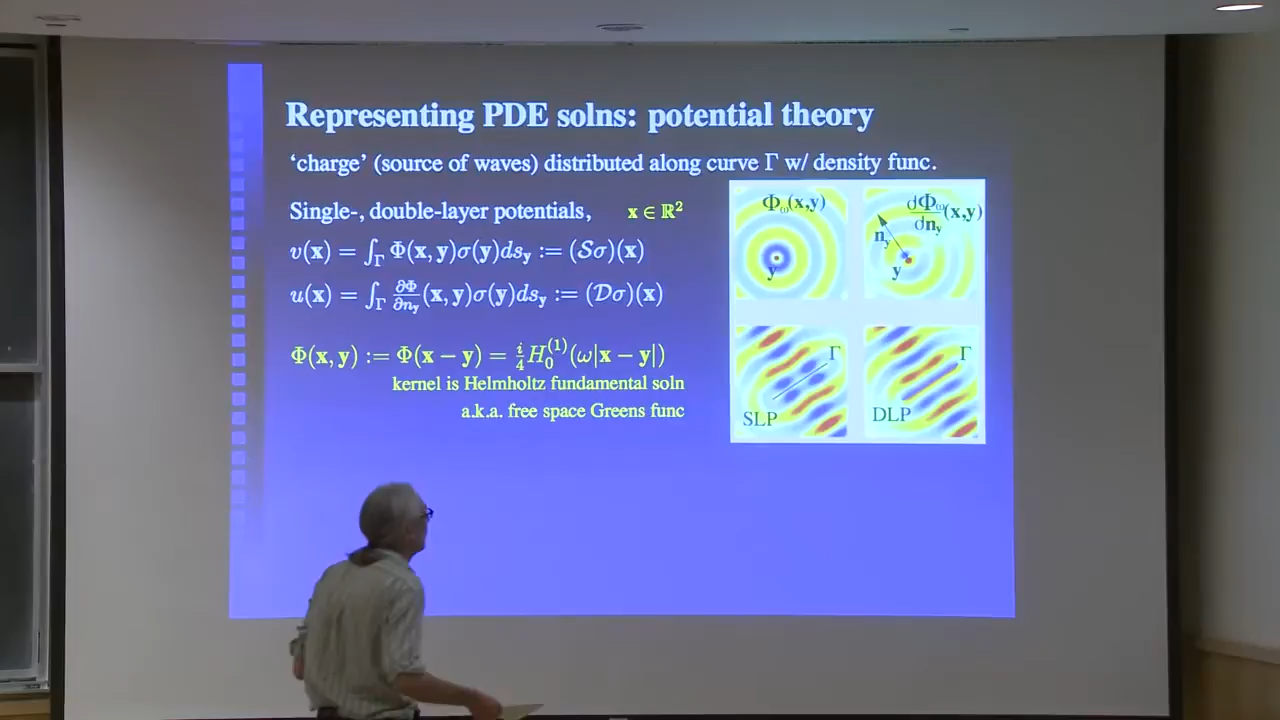 Representing PDE solns: potential theory
‘charge’ (source of waves) distributed along curve Γ w/ density func.
Single-, double-layer potentials, x ∈ ℝ²
v(x) = ∫_Γ Φ(x, y)σ(y)ds_y := (𝒮σ)(x)
u(x) = ∫_Γ ∂Φ/∂n_y (x, y)σ(y)ds_y := (𝒟σ)(x)
Φ(x, y) := Φ(x − y) = i/4 H_0^(1)(ω|x − y|)
kernel is Helmholtz fundamental soln
a.k.a. free space Greens func
Φ_ω(x,y)
y
dΦ_ω/dn_y (x,y)
n_y
y
Γ
SLP
Γ
DLP